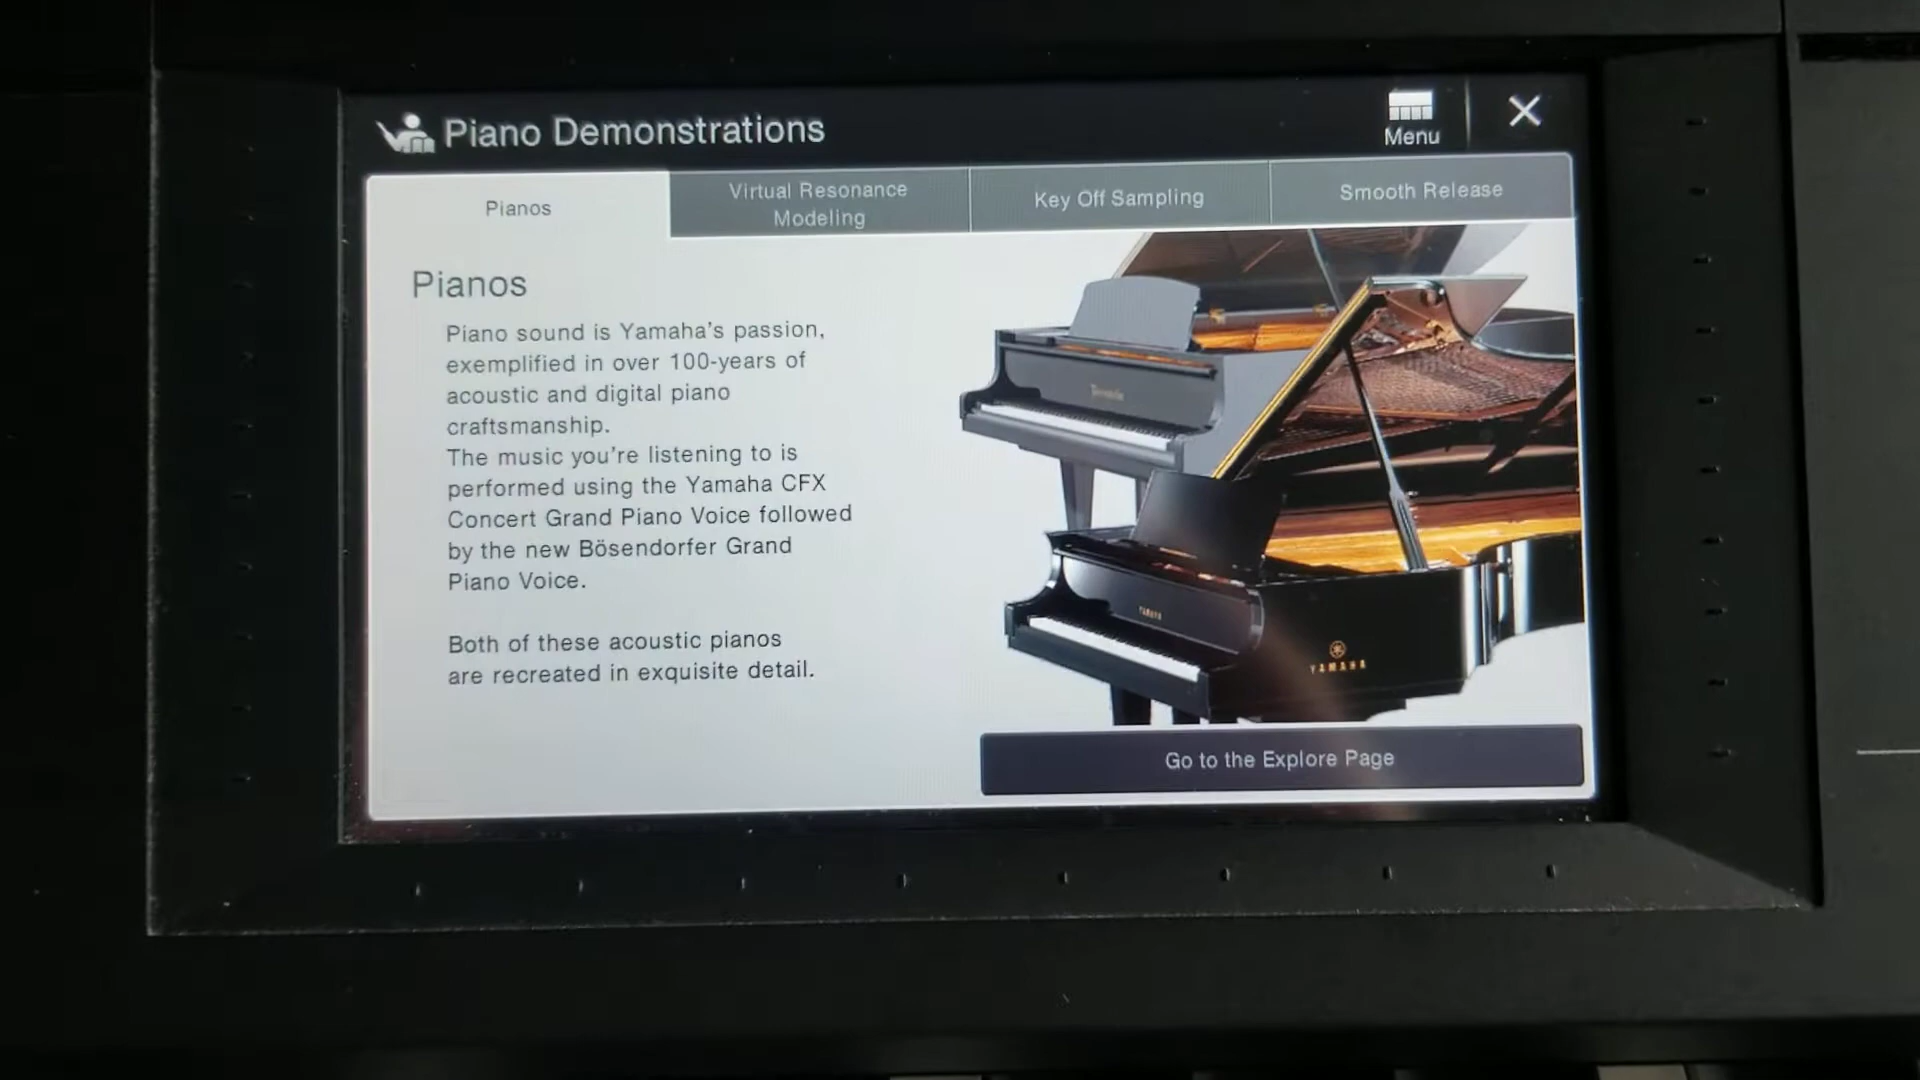 Piano Demonstrations
Menu
Pianos
Virtual Resonance
Modeling
Key Off Sampling
Smooth Release
Pianos
Piano sound is Yamaha's passion,
exemplified in over 100-years of
acoustic and digital piano
craftsmanship.
The music you're listening to is
performed using the Yamaha CFX
Concert Grand Piano Voice followed
by the new Bösendorfer Grand
Piano Voice.
Both of these acoustic pianos
are recreated in exquisite detail.
YAMAHA
YAMAHA
Go to the Explore Page